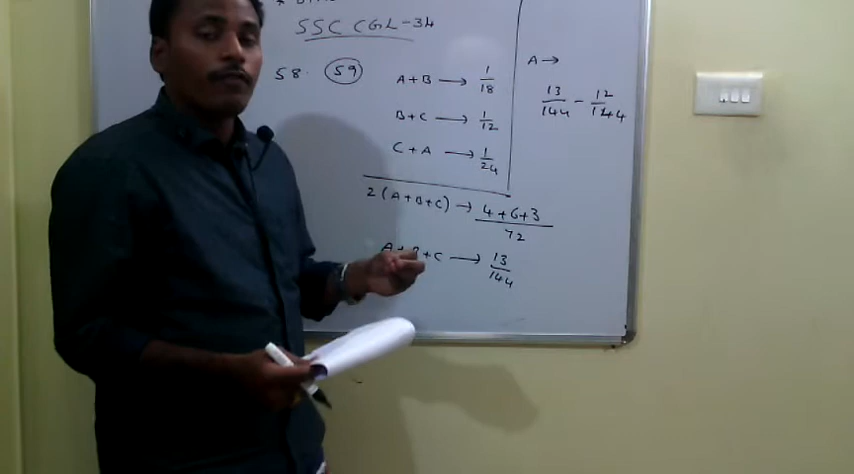 SSC CGL-34
58. 59
A+B → 1/18
B+C → 1/12
C+A → 1/24
2(A+B+C) → 4+6+3/72
A+B+C → 13/144
A →
13/144 - 12/144